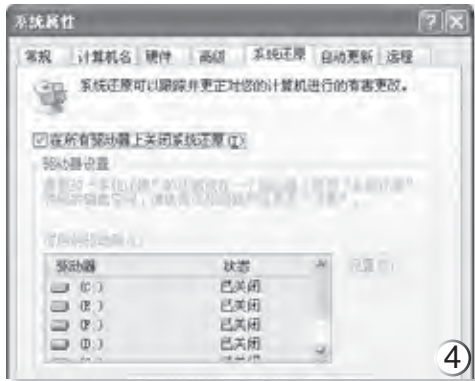 系统属性
常规 计算机名 硬件 高级 系统还原 自动更新 远程
系统还原可以跟踪并更正对您的计算机进行的有害更改。
在所有驱动器上关闭系统还原(T)
驱动器设置
驱动器 状态 设置
(C:) 已关闭
(E:) 已关闭
(F:) 已关闭
(D:) 已关闭
④